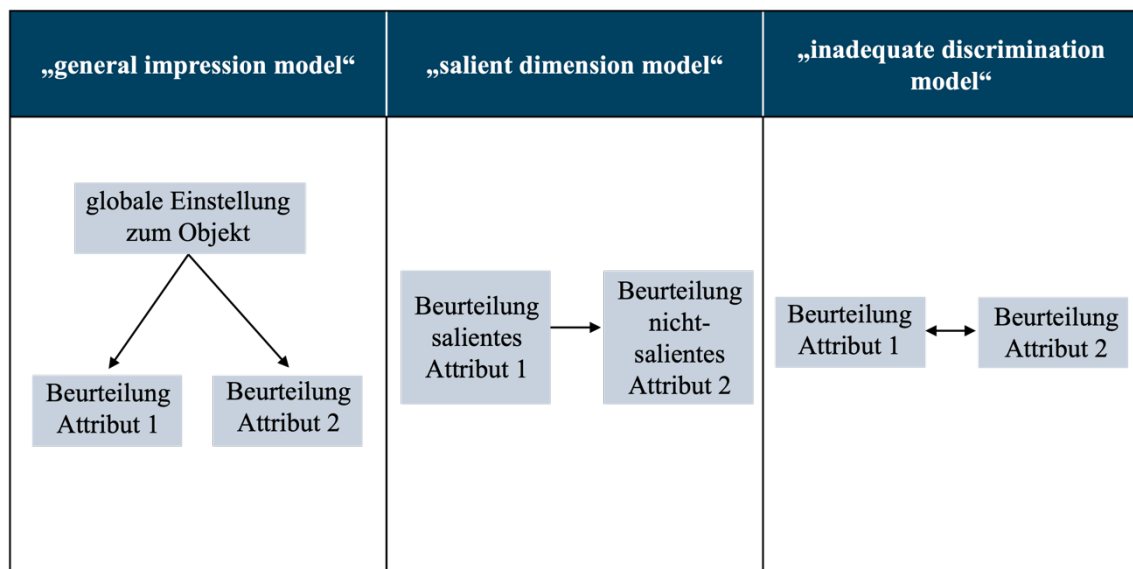 „general impression model“
„salient dimension model“
„inadequate discrimination
model“
globale Einstellung
zum Objekt
Beurteilung
Attribut 1
Beurteilung
Attribut 2
Beurteilung
salientes
Attribut 1
Beurteilung
nicht-
salientes
Attribut 2
Beurteilung
Attribut 1
Beurteilung
Attribut 2